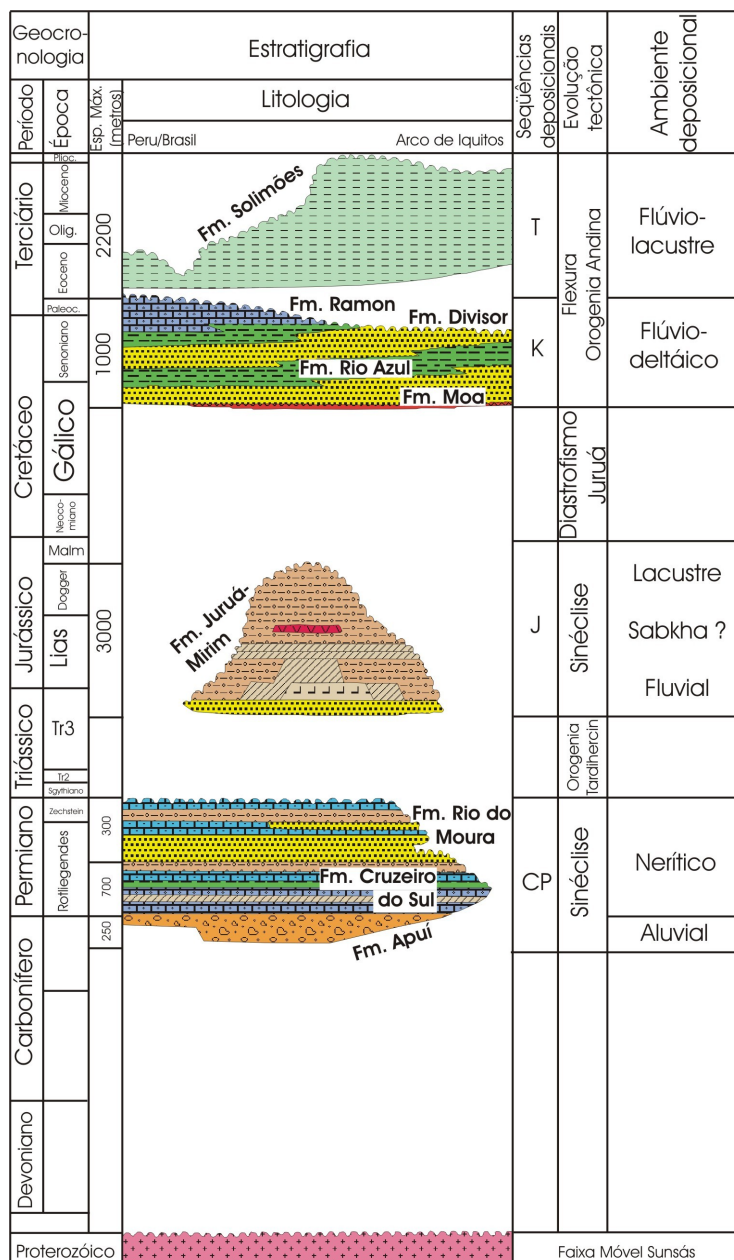 Geocro-
nologia
Estratigrafia
Seqüências
deposicionais
Evolução
tectônica
Ambiente
deposicional
Período
Época
Esp. Máx.
(metros)
Litologia
Peru/Brasil
Arco de Iquitos
Terciário
Plioc.
Mioceno
Olig.
Eoceno
2200
Fm. Solimões
T
Flexura
Orogenia Andina
Flúvio-
lacustre
Cretáceo
Paleoc.
Senoniano
Gálico
Neoco-
miano
1000
Fm. Ramon
Fm. Divisor
Fm. Rio Azul
Fm. Moa
K
Flúvio-
deltáico
Diastrofismo
Juruá
Jurássico
Malm
Dogger
Lias
3000
Fm. Juruá-
Mirim
J
Sinéclise
Lacustre
Sabkha ?
Fluvial
Triássico
Tr3
Tr2
Sgythiano
Orogenia
Tardihercin
Permiano
Zechstein
Rotliegendes
300
700
250
Fm. Rio do
Moura
Fm. Cruzeiro
do Sul
Fm. Apuí
CP
Sinéclise
Nerítico
Aluvial
Carbonífero
Devoniano
Proterozóico
Faixa Móvel Sunsás